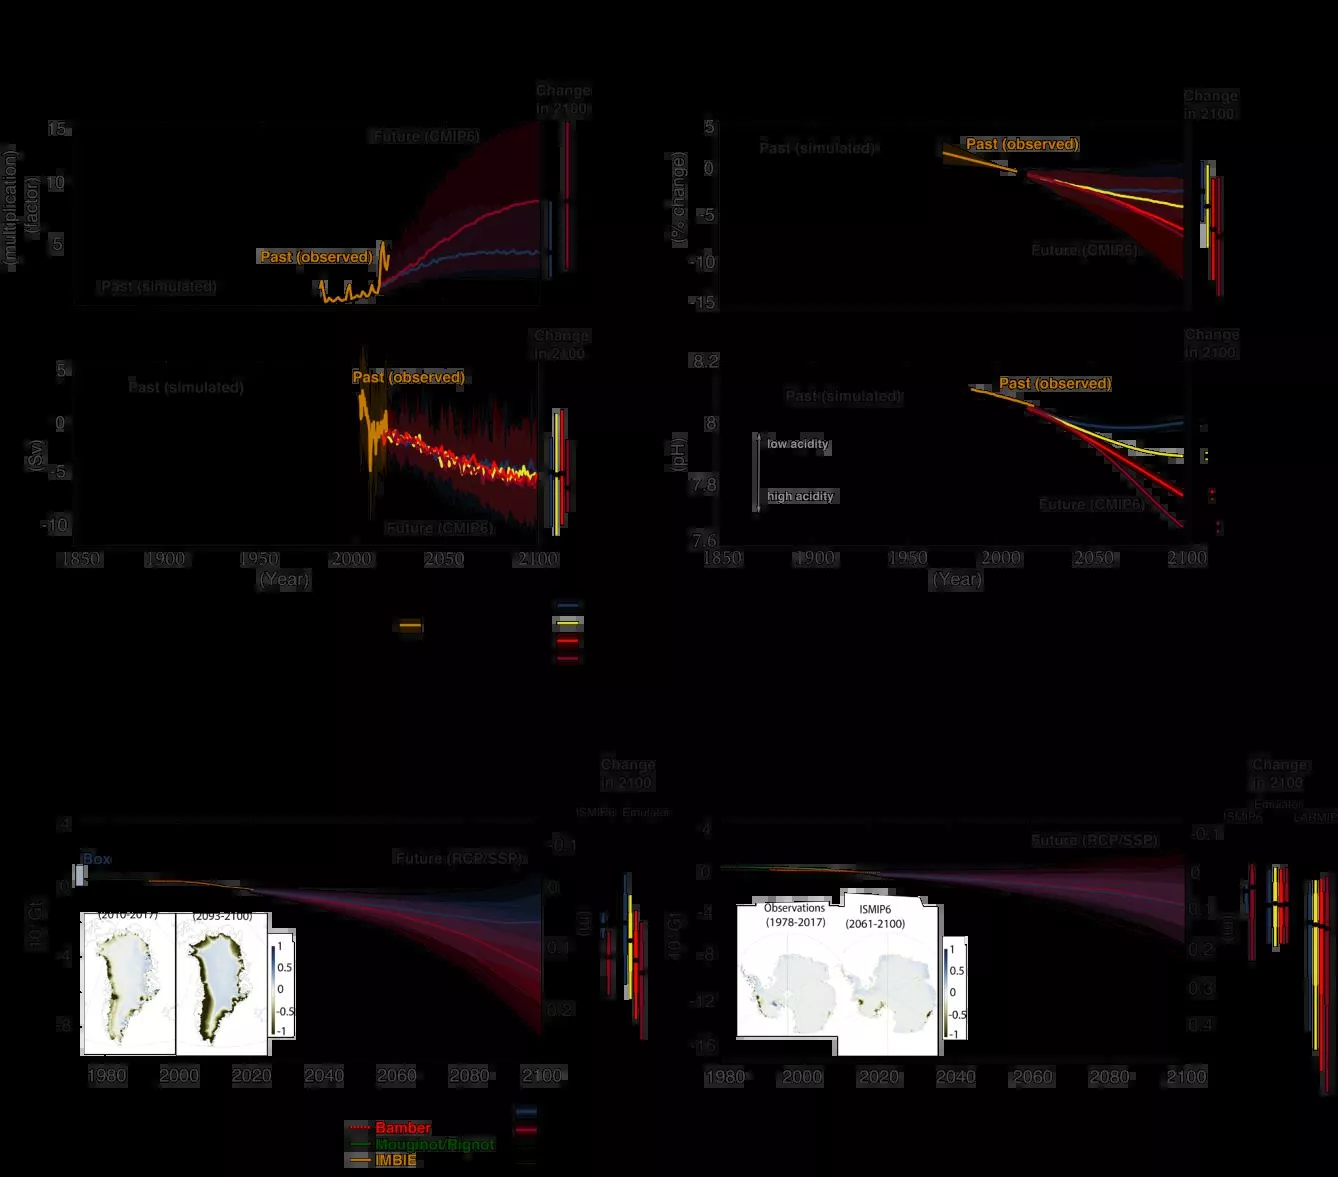 Change
in 2100
15
10
5
(multiplication)
(factor)
Future (CMIP6)
Past (observed)
Past (simulated)
Change
in 2100
5
0
-5
-10
-15
(% change)
Past (simulated)
Past (observed)
Future (CMIP6)
Change
in 2100
5
0
-5
-10
(Sv)
Past (simulated)
Past (observed)
Future (CMIP6)
1850 1900 1950 2000 2050 2100
(Year)
Change
in 2100
8.2
8
7.8
7.6
(pH)
Past (simulated)
Past (observed)
low acidity
high acidity
Future (CMIP6)
1850 1900 1950 2000 2050 2100
(Year)
Change
in 2100
ISMIP6 Emulator
4
0
-4
-8
Box
Future (RCP/SSP)
-0.1
0
0.1
0.2
(m)
(2010-2017) (2093-2100)
1
0.5
0
-0.5
-1
1980 2000 2020 2040 2060 2080 2100
Bamber
Mouginot/Rignot
IMBIE
Change
in 2100
Emulator
ISMIP6 LARMIP
4
0
-4
-8
-12
-16
Future (RCP/SSP)
-0.1
0
0.1
0.2
0.3
0.4
(m)
Observations
(1978-2017)
ISMIP6
(2061-2100)
1
0.5
0
-0.5
-1
1980 2000 2020 2040 2060 2080 2100